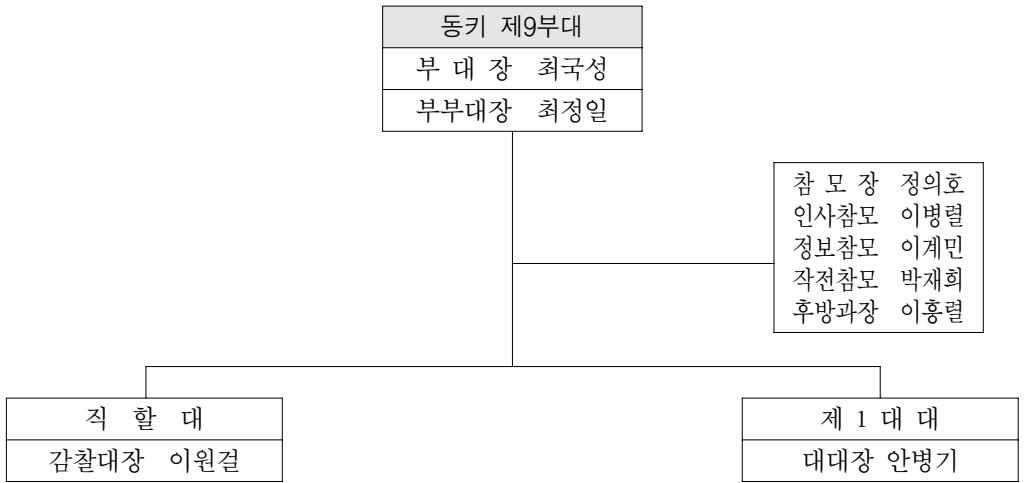 동키 제9부대
부 대 장 최국성
부부대장 최정일
참 모 장 정의호
인사참모 이병렬
정보참모 이계민
작전참모 박재희
후방과장 이흥렬
직 할 대
감찰대장 이원걸
제 1 대 대
대대장 안병기